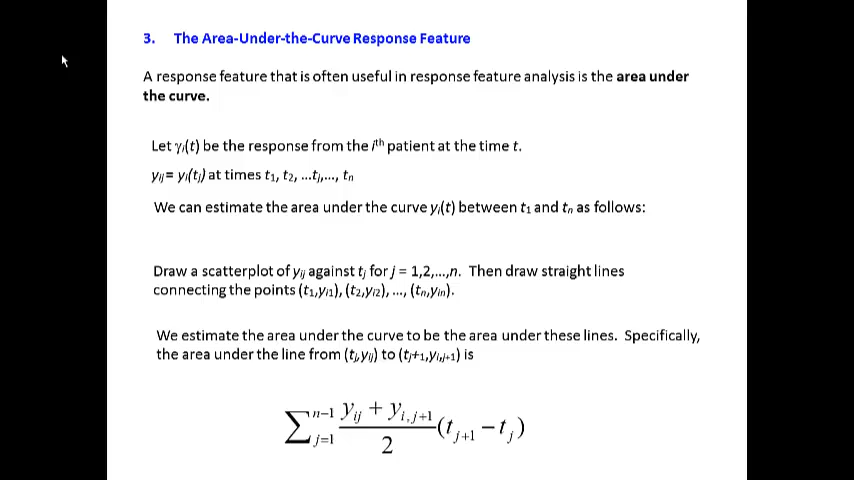 3. The Area-Under-the-Curve Response Feature
A response feature that is often useful in response feature analysis is the area under
the curve.
Let yᵢ(t) be the response from the iᵗʰ patient at the time t.
yᵢⱼ = yᵢ(tⱼ) at times t₁, t₂, ...tⱼ,..., tₙ
We can estimate the area under the curve yᵢ(t) between t₁ and tₙ as follows:
Draw a scatterplot of yᵢⱼ against tⱼ for j = 1,2,...,n. Then draw straight lines
connecting the points (t₁,yᵢ₁), (t₂,yᵢ₂), ..., (tₙ,yᵢₙ).
We estimate the area under the curve to be the area under these lines. Specifically,
the area under the line from (tⱼ,yᵢⱼ) to (tⱼ+1,yᵢ,ⱼ₊₁) is
∑_{j=1}^{n−1} (y_{ij} + y_{i,j+1})/2 (t_{j+1} − t_j)